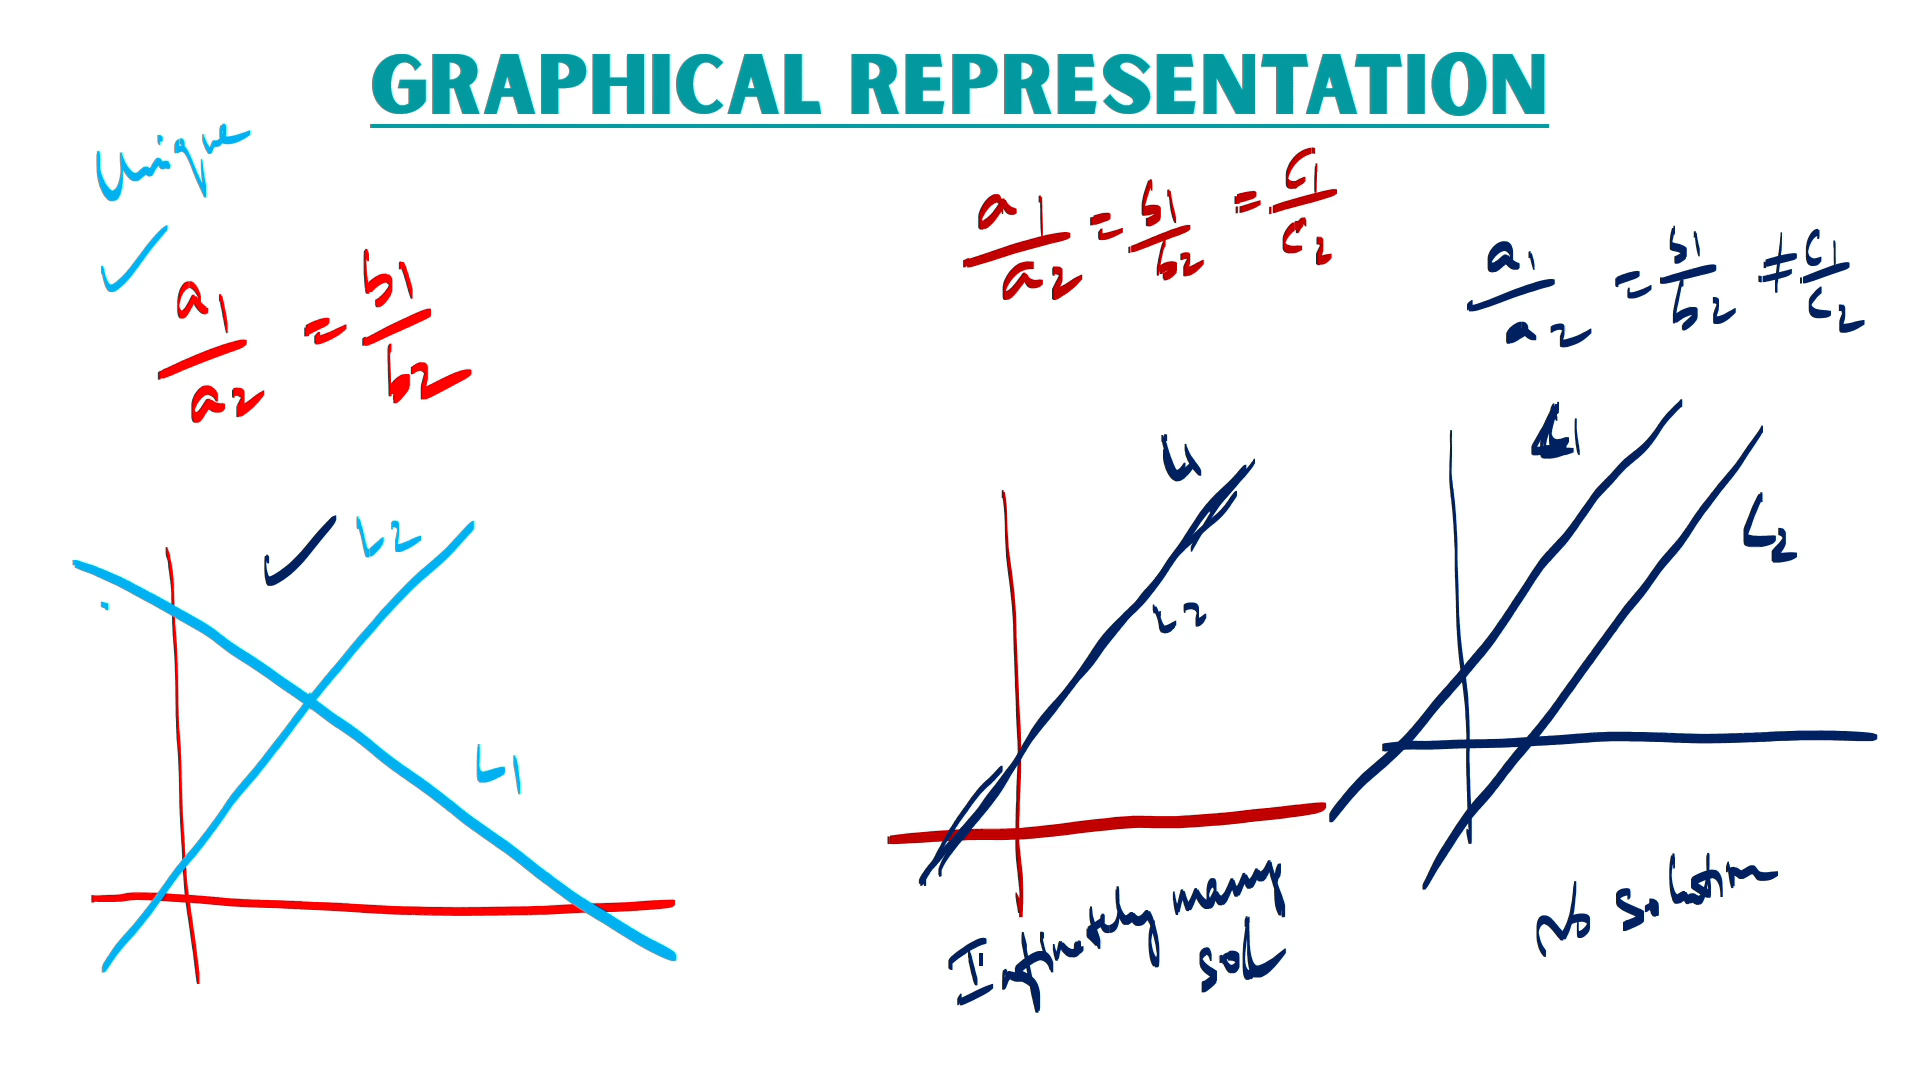 GRAPHICAL REPRESENTATION
Unique
a1/a2 = b1/b2
a1/a2 = b1/b2 = c1/c2
a1/a2 = b1/b2 ≠ c1/c2
L2
L1
L1
L2
L1
L2
Infinitely many
sol
No solution